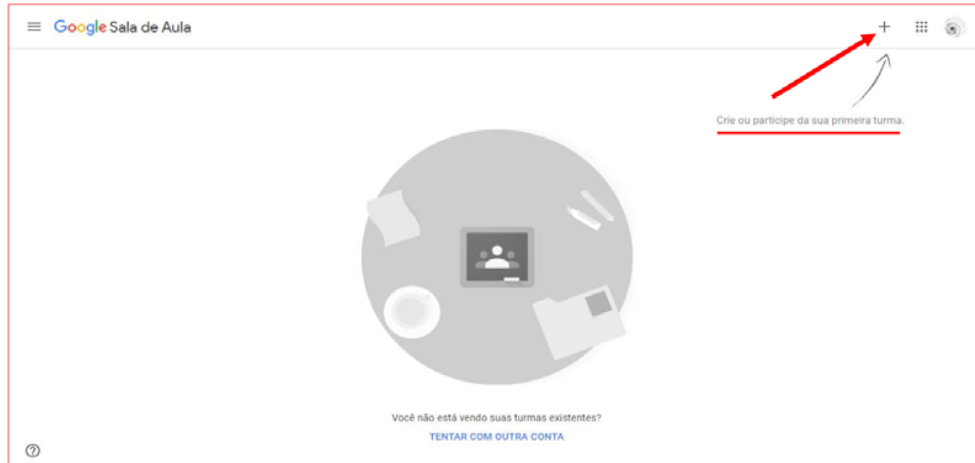 Google Sala de Aula
Crie ou participe da sua primeira turma.
Você não está vendo suas turmas existentes?
TENTAR COM OUTRA CONTA